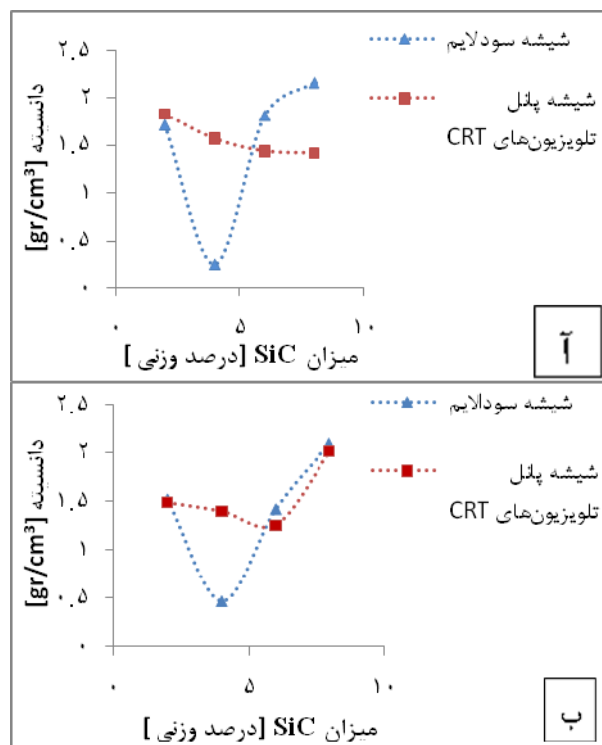 شیشه سودلایم
شیشه پانل
تلویزیون‌های CRT
دانسیته [gr/cm³]
۲.۵
۲
۱.۵
۱
۰.۵
۰
۰ ۵ ۱۰
میزان SiC [درصد وزنی ]
آ
شیشه سودالایم
شیشه پانل
تلویزیون‌های CRT
دانسیته [gr/cm³]
۲.۵
۲
۱.۵
۱
۰.۵
۰
۰ ۵ ۱۰
میزان SiC [درصد وزنی ]
ب